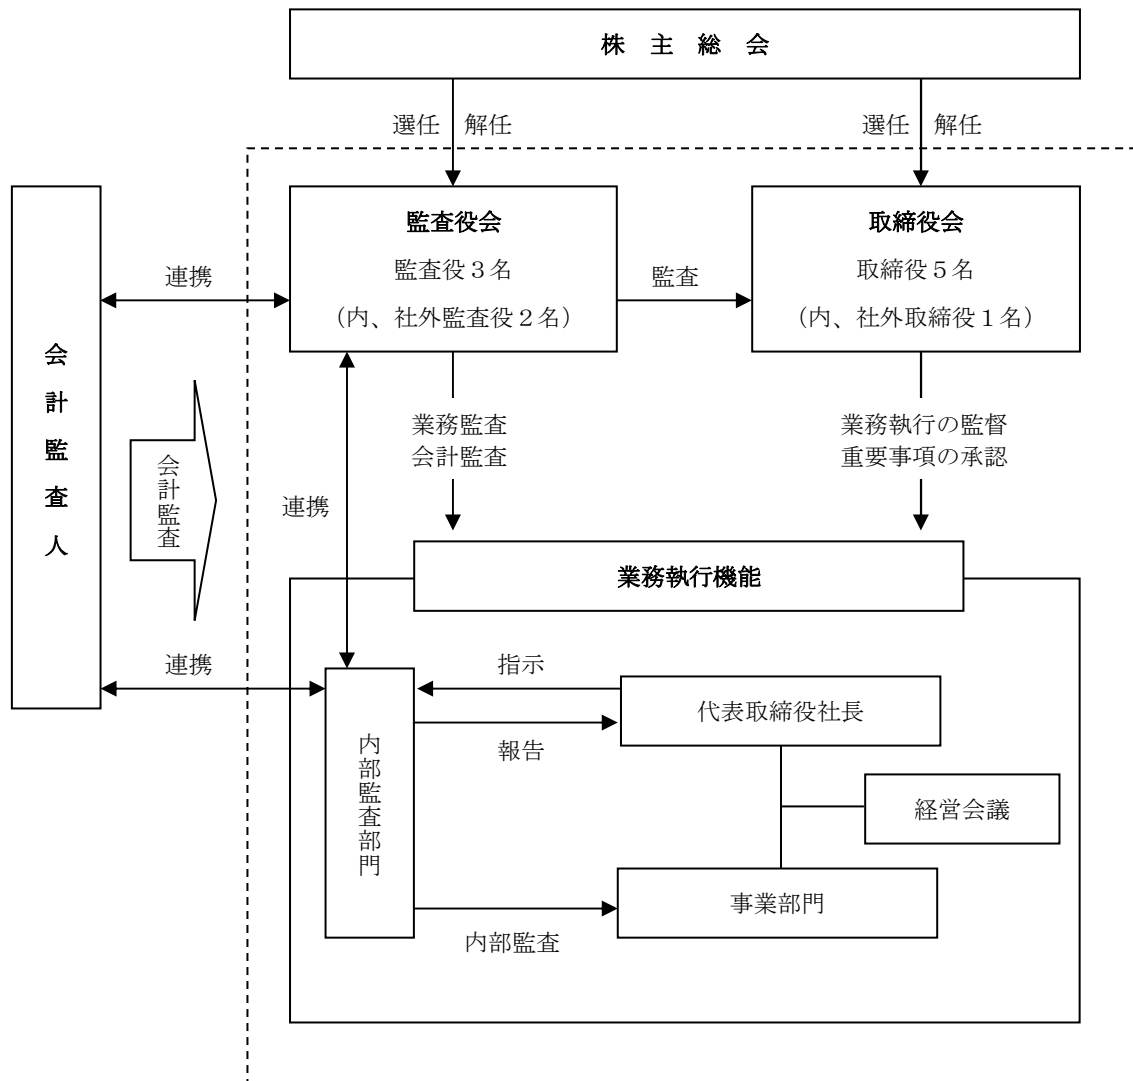 株 主 総 会
選任 解任
選任 解任
監査役会
監査役３名
（内、社外監査役２名）
監査
取締役会
取締役５名
（内、社外取締役１名）
連携
会計監査人
会計監査
業務監査
会計監査
業務執行の監督
重要事項の承認
連携
業務執行機能
連携
指示
報告
内部監査部門
代表取締役社長
経営会議
事業部門
内部監査